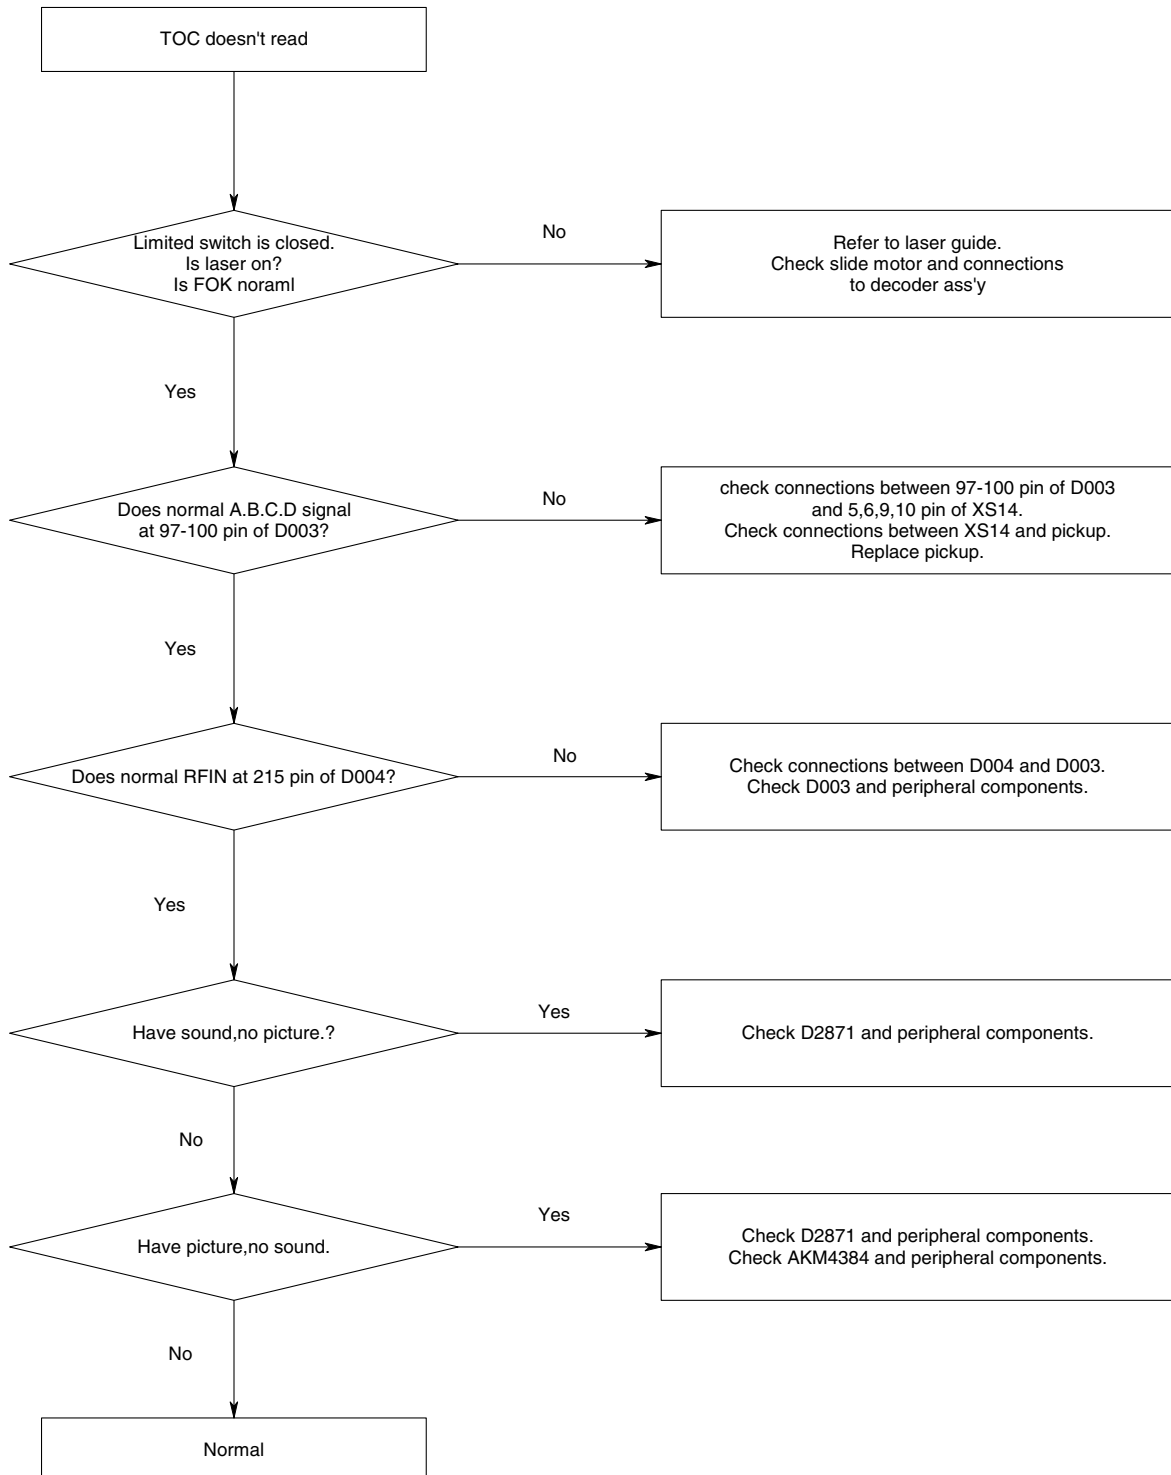 TOC doesn't read
Limited switch is closed.
Is laser on?
Is FOK noraml
No
Refer to laser guide.
Check slide motor and connections
to decoder ass'y
Yes
Does normal A.B.C.D signal
at 97-100 pin of D003?
No
check connections between 97-100 pin of D003
and 5,6,9,10 pin of XS14.
Check connections between XS14 and pickup.
Replace pickup.
Yes
Does normal RFIN at 215 pin of D004?
No
Check connections between D004 and D003.
Check D003 and peripheral components.
Yes
Have sound,no picture.?
Yes
Check D2871 and peripheral components.
No
Have picture,no sound.
Yes
Check D2871 and peripheral components.
Check AKM4384 and peripheral components.
No
Normal